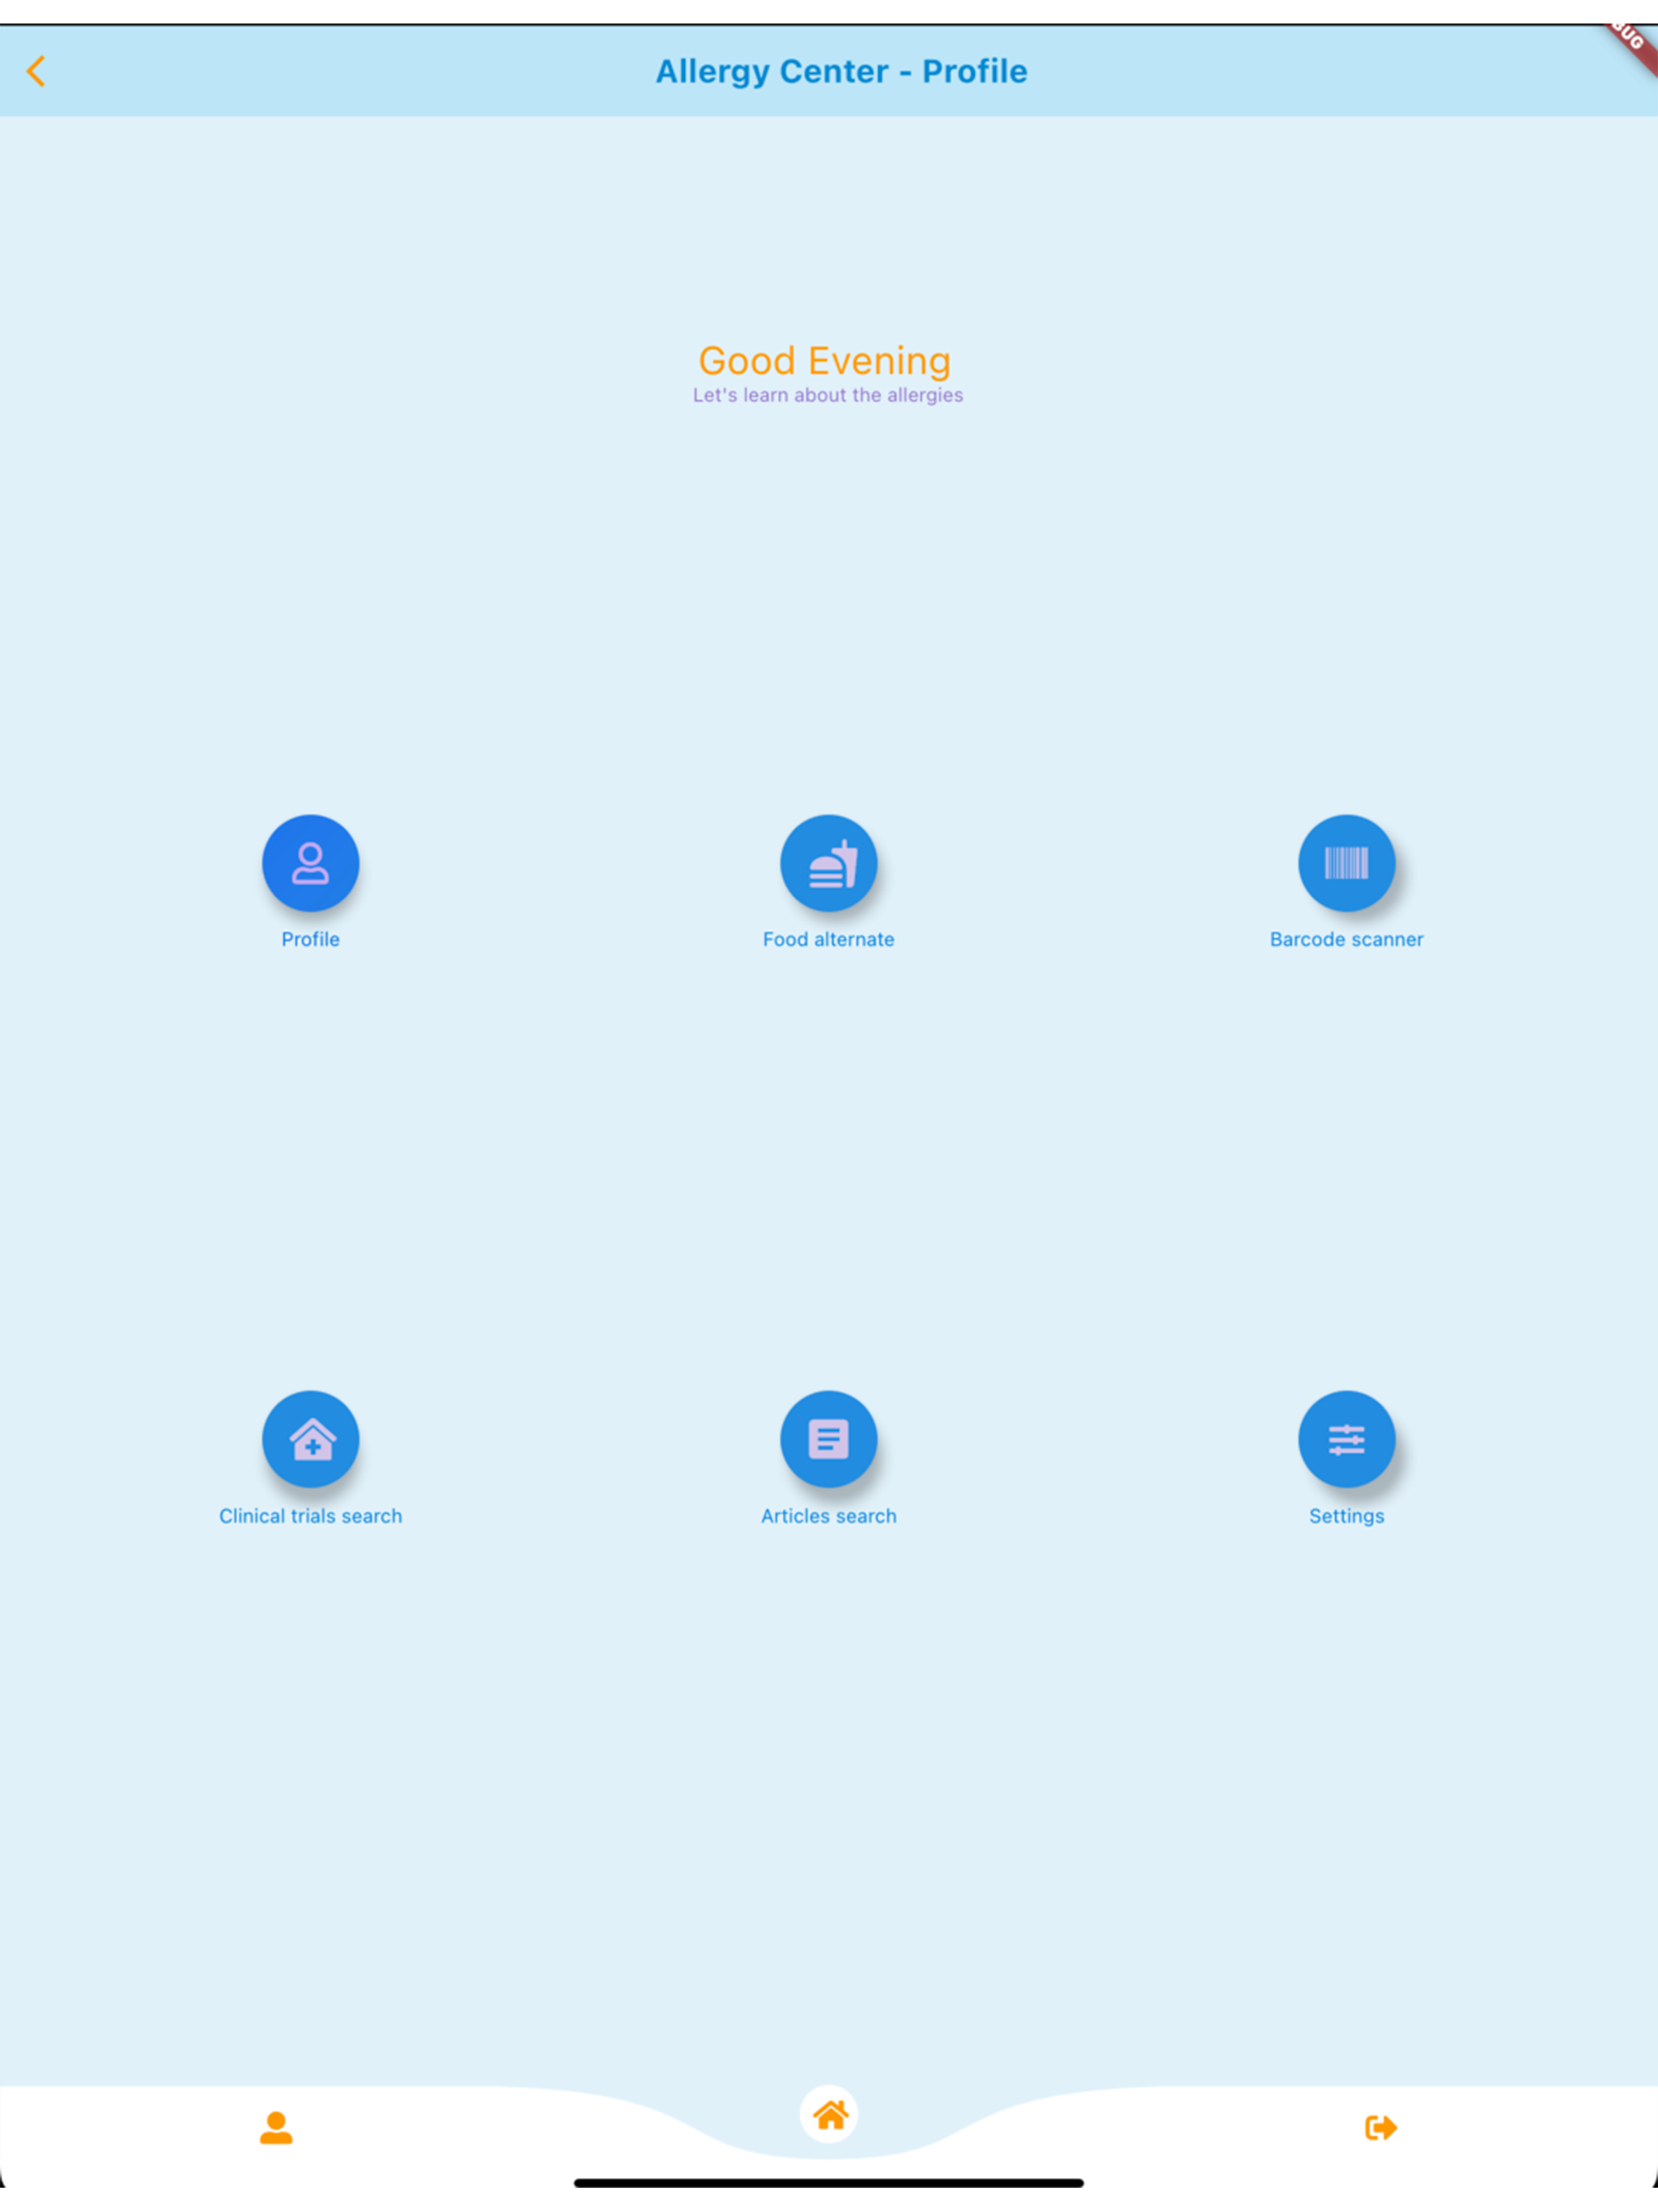 Allergy Center - Profile
Good Evening
Let's learn about the allergies
Profile
Food alternate
Barcode scanner
Clinical trials search
Articles search
Settings